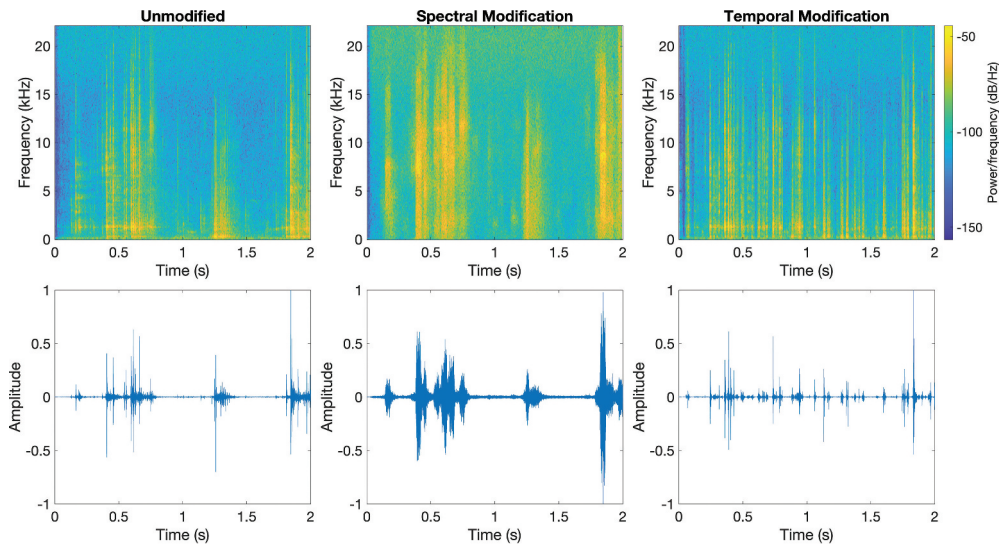 Unmodified
Spectral Modification
Temporal Modification
20
15
10
5
0
Frequency (kHz)
0 0.5 1 1.5 2
Time (s)
20
15
10
5
0
Frequency (kHz)
0 0.5 1 1.5 2
Time (s)
20
15
10
5
0
Frequency (kHz)
0 0.5 1 1.5 2
Time (s)
-50
-100
-150
Power/frequency (dB/Hz)
1
0.5
0
-0.5
-1
Amplitude
0 0.5 1 1.5 2
Time (s)
1
0.5
0
-0.5
-1
Amplitude
0 0.5 1 1.5 2
Time (s)
1
0.5
0
-0.5
-1
Amplitude
0 0.5 1 1.5 2
Time (s)